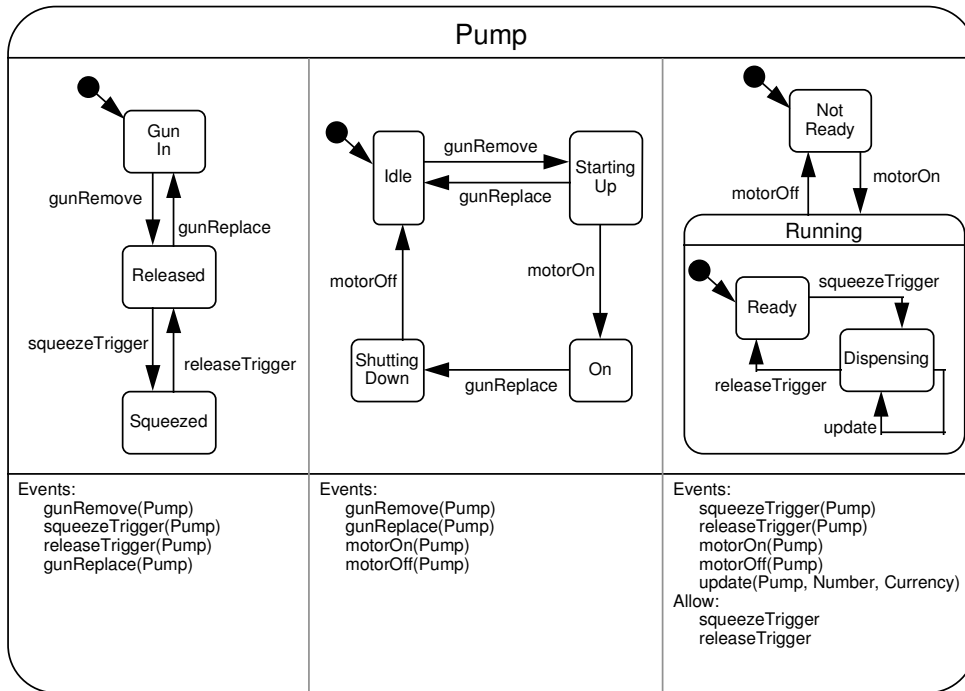 Pump
Gun
In
gunRemove
gunReplace
Released
squeezeTrigger
releaseTrigger
Squeezed
Idle
gunRemove
gunReplace
Starting
Up
motorOff
motorOn
Shutting
Down
gunReplace
On
Not
Ready
motorOff
motorOn
Running
Ready
squeezeTrigger
Dispensing
releaseTrigger
update
Events:
gunRemove(Pump)
squeezeTrigger(Pump)
releaseTrigger(Pump)
gunReplace(Pump)
Events:
gunRemove(Pump)
gunReplace(Pump)
motorOn(Pump)
motorOff(Pump)
Events:
squeezeTrigger(Pump)
releaseTrigger(Pump)
motorOn(Pump)
motorOff(Pump)
update(Pump, Number, Currency)
Allow:
squeezeTrigger
releaseTrigger